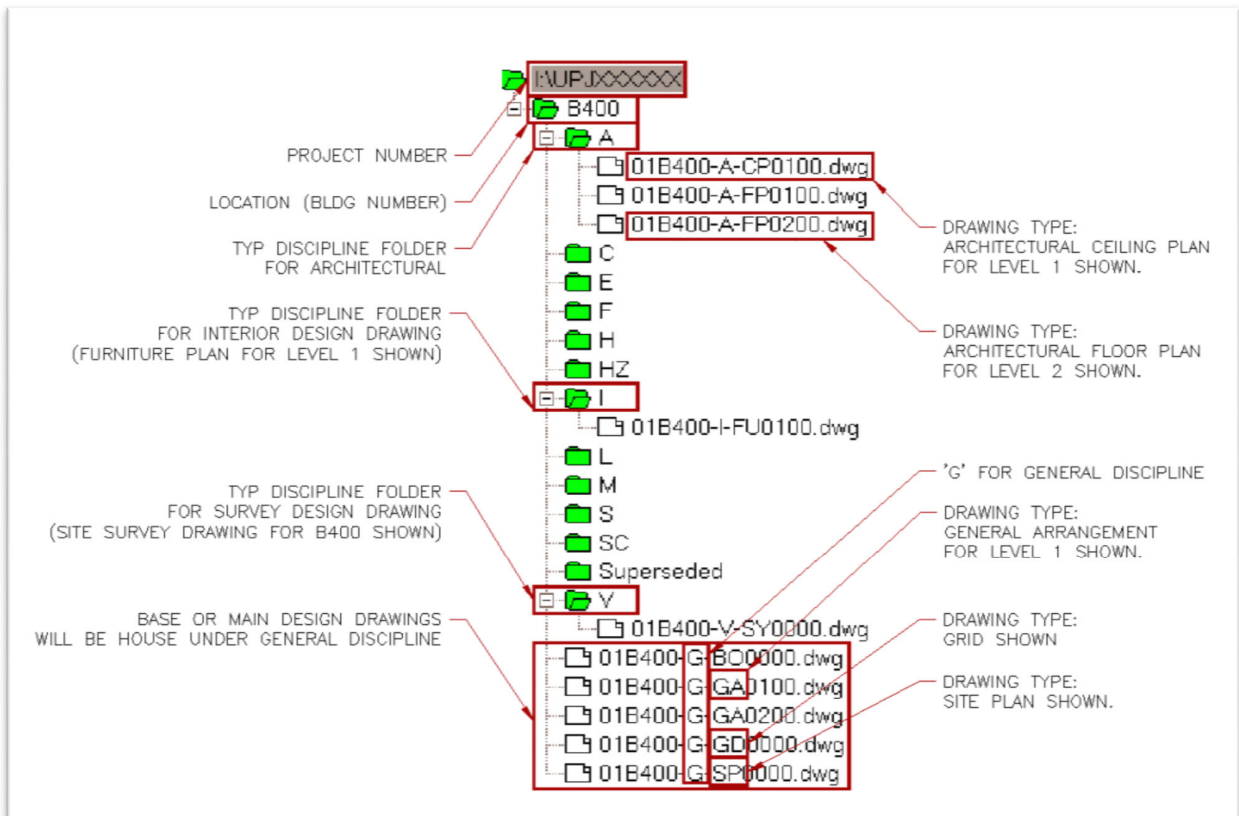 I:\UPJXXXXXX
B400
A
01B400-A-CP0100.dwg
01B400-A-FP0100.dwg
01B400-A-FP0200.dwg
C
E
F
H
HZ
I
01B400-I-FU0100.dwg
L
M
S
SC
Superseded
V
01B400-V-SY0000.dwg
01B400-G-BO0000.dwg
01B400-G-GA0100.dwg
01B400-G-GA0200.dwg
01B400-G-GD0000.dwg
01B400-G-SP0000.dwg
PROJECT NUMBER
LOCATION (BLDG NUMBER)
TYP DISCIPLINE FOLDER
FOR ARCHITECTURAL
TYP DISCIPLINE FOLDER
FOR INTERIOR DESIGN DRAWING
(FURNITURE PLAN FOR LEVEL 1 SHOWN)
TYP DISCIPLINE FOLDER
FOR SURVEY DESIGN DRAWING
(SITE SURVEY DRAWING FOR B400 SHOWN)
BASE OR MAIN DESIGN DRAWINGS
WILL BE HOUSE UNDER GENERAL DISCIPLINE
DRAWING TYPE:
ARCHITECTURAL CEILING PLAN
FOR LEVEL 1 SHOWN.
DRAWING TYPE:
ARCHITECTURAL FLOOR PLAN
FOR LEVEL 2 SHOWN.
'G' FOR GENERAL DISCIPLINE
DRAWING TYPE:
GENERAL ARRANGEMENT
FOR LEVEL 1 SHOWN.
DRAWING TYPE:
GRID SHOWN
DRAWING TYPE:
SITE PLAN SHOWN.